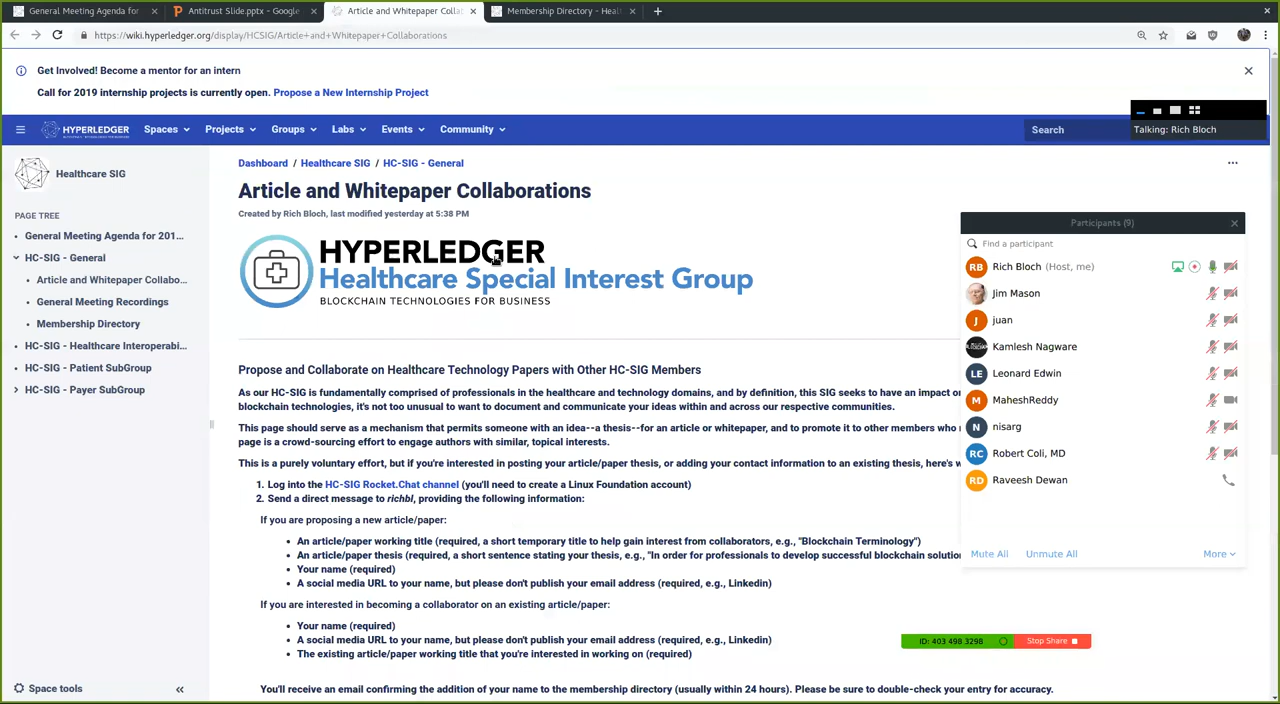 General Meeting Agenda for
Antitrust Slide.pptx - Google
Article and Whitepaper Colla
Membership Directory - Heal
https://wiki.hyperledger.org/display/HCSIG/Article+and+Whitepaper+Collaborations
Get Involved! Become a mentor for an intern
Call for 2019 internship projects is currently open. Propose a New Internship Project
HYPERLEDGER
Spaces
Projects
Groups
Labs
Events
Community
Search
Talking: Rich Bloch
Healthcare SIG
PAGE TREE
General Meeting Agenda for 201...
HC-SIG - General
Article and Whitepaper Collabo...
General Meeting Recordings
Membership Directory
HC-SIG - Healthcare Interoperabi...
HC-SIG - Patient SubGroup
HC-SIG - Payer SubGroup
Space tools
Dashboard / Healthcare SIG / HC-SIG - General
Article and Whitepaper Collaborations
Created by Rich Bloch, last modified yesterday at 5:38 PM
HYPERLEDGER
Healthcare Special Interest Group
BLOCKCHAIN TECHNOLOGIES FOR BUSINESS
Propose and Collaborate on Healthcare Technology Papers with Other HC-SIG Members
As our HC-SIG is fundamentally comprised of professionals in the healthcare and technology domains, and by definition, this SIG seeks to have an impact o
blockchain technologies, it's not too unusual to want to document and communicate your ideas within and across our respective communities.
This page should serve as a mechanism that permits someone with an idea--a thesis--for an article or whitepaper, and to promote it to other members who
page is a crowd-sourcing effort to engage authors with similar, topical interests.
This is a purely voluntary effort, but if you're interested in posting your article/paper thesis, or adding your contact information to an existing thesis, here's w
1. Log into the HC-SIG Rocket.Chat channel (you'll need to create a Linux Foundation account)
2. Send a direct message to richbl, providing the following information:
If you are proposing a new article/paper:
An article/paper working title (required, a short temporary title to help gain interest from collaborators, e.g., "Blockchain Terminology")
An article/paper thesis (required, a short sentence stating your thesis, e.g., "In order for professionals to develop successful blockchain solution
Your name (required)
A social media URL to your name, but please don't publish your email address (required, e.g., Linkedin)
If you are interested in becoming a collaborator on an existing article/paper:
Your name (required)
A social media URL to your name, but please don't publish your email address (required, e.g., Linkedin)
The existing article/paper working title that you're interested in working on (required)
You'll receive an email confirming the addition of your name to the membership directory (usually within 24 hours). Please be sure to double-check your entry for accuracy.
Participants (9)
Find a participant
RB Rich Bloch (Host, me)
Jim Mason
J juan
Kamlesh Nagware
LE Leonard Edwin
M MaheshReddy
N nisarg
RC Robert Coli, MD
RD Raveesh Dewan
Mute All
Unmute All
More
ID: 403 498 3298
Stop Share